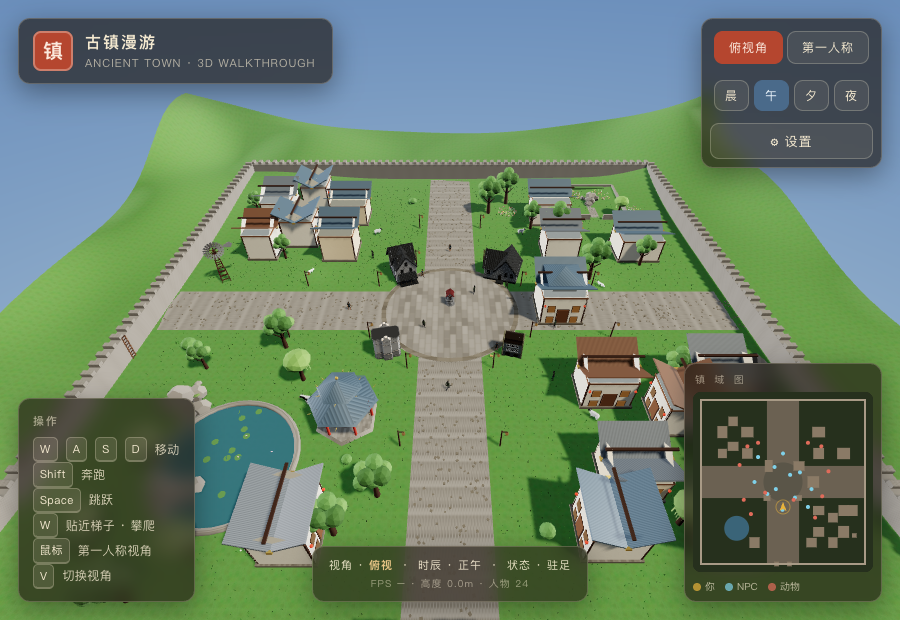 镇
古镇漫游
ANCIENT TOWN · 3D WALKTHROUGH
俯视角 第一人称
晨 午 夕 夜
⚙ 设置
操作
W A S D 移动
Shift 奔跑
Space 跳跃
W 贴近梯子 · 攀爬
鼠标 第一人称视角
V 切换视角
视角 · 俯视 · 时辰 · 正午 · 状态 · 驻足
FPS — · 高度 0.0m · 人物 24
镇域图
你 NPC 动物